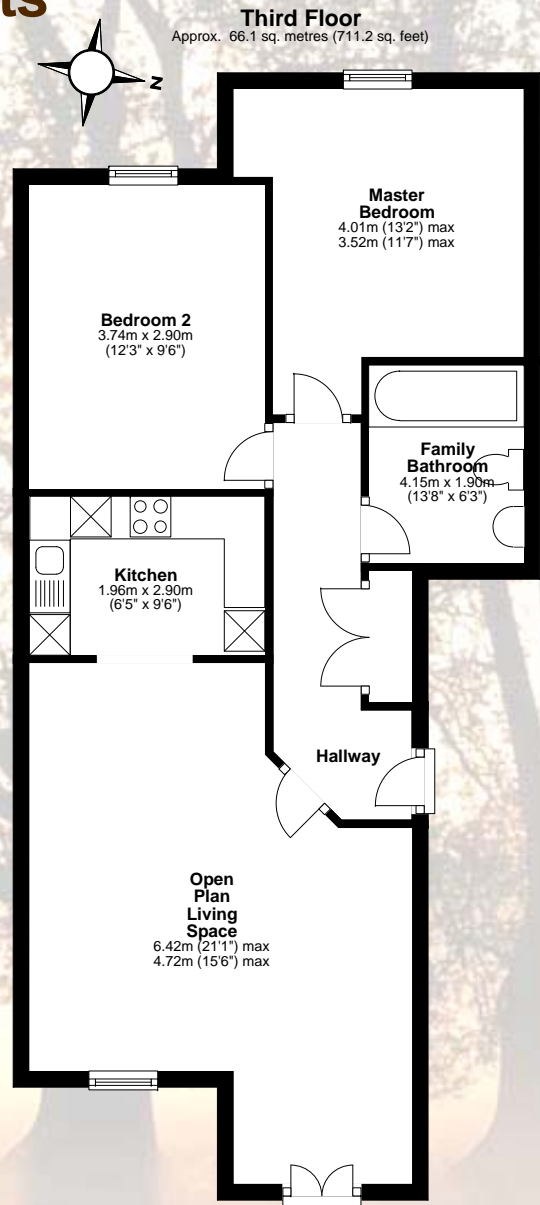 ts
Third Floor
Approx. 66.1 sq. metres (711.2 sq. feet)
N
Master
Bedroom
4.01m (13'2") max
3.52m (11'7") max
Bedroom 2
3.74m x 2.90m
(12'3" x 9'6")
Family
Bathroom
4.15m x 1.90m
(13'8" x 6'3")
Kitchen
1.96m x 2.90m
(6'5" x 9'6")
Hallway
Open
Plan
Living
Space
6.42m (21'1") max
4.72m (15'6") max